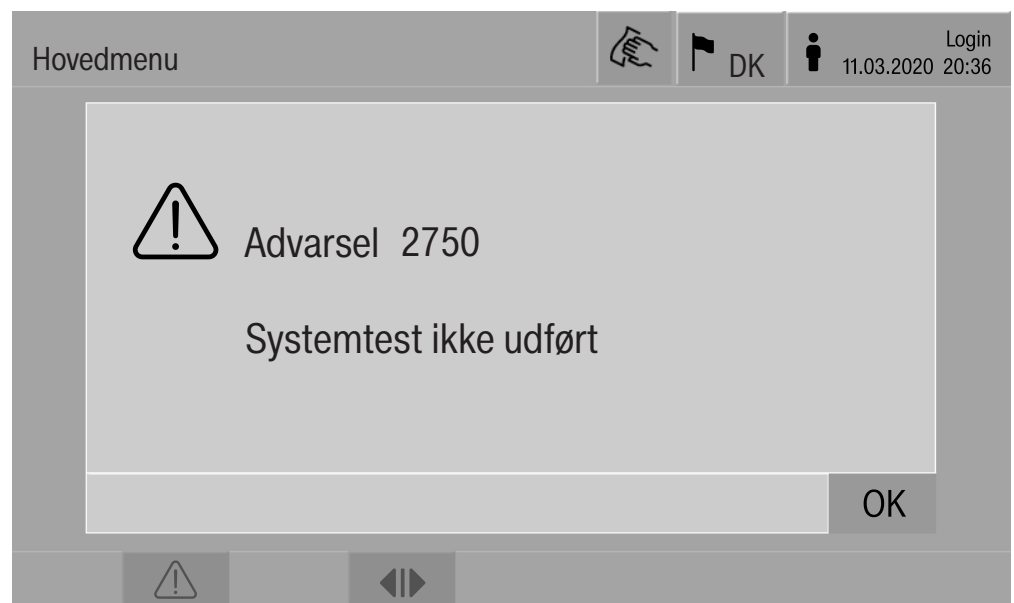 Hovedmenu
DK
Login
11.03.2020 20:36
Advarsel 2750
Systemtest ikke udført
OK